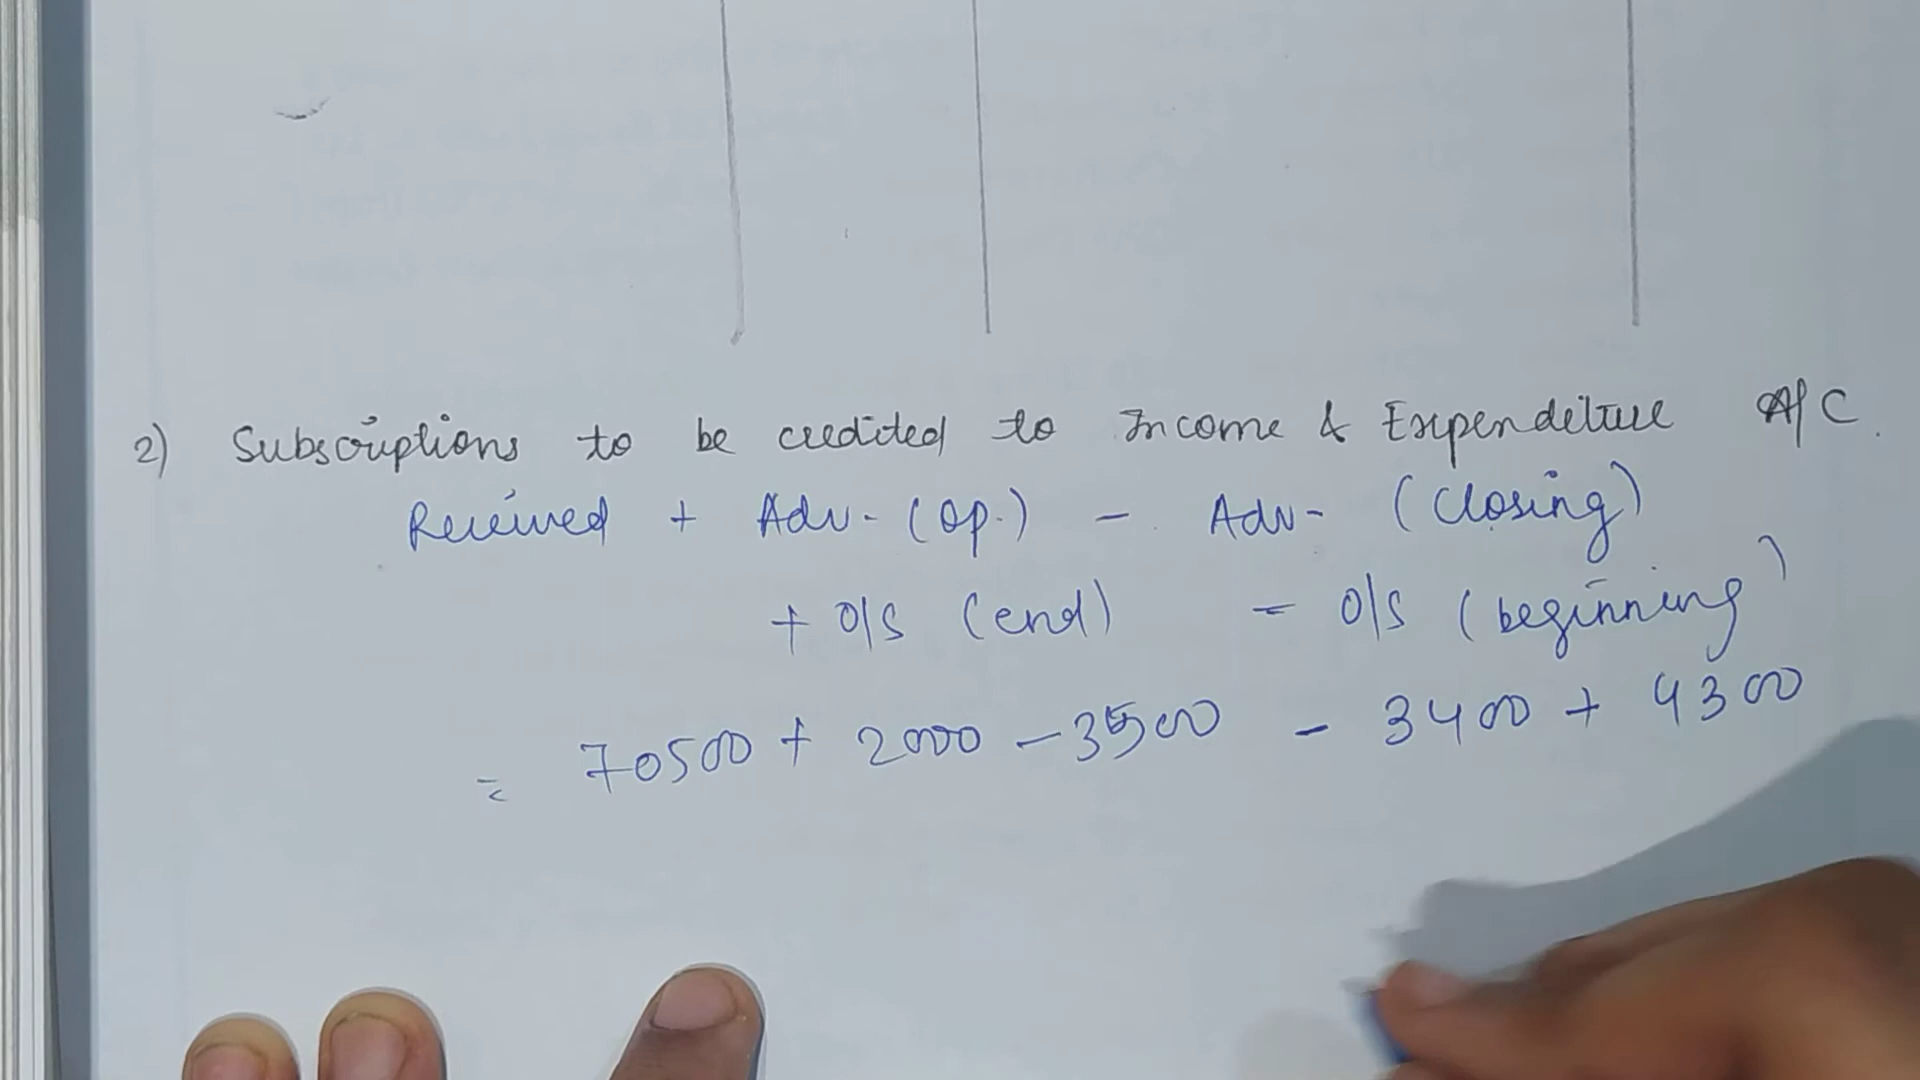 2) Subscriptions to be credited to Income & Expenditure A/C.
Received + Adv. (op.) - Adv. (closing)
+ O/S (end) - O/S (beginning)
= 70500 + 2000 - 3500 - 3400 + 4300